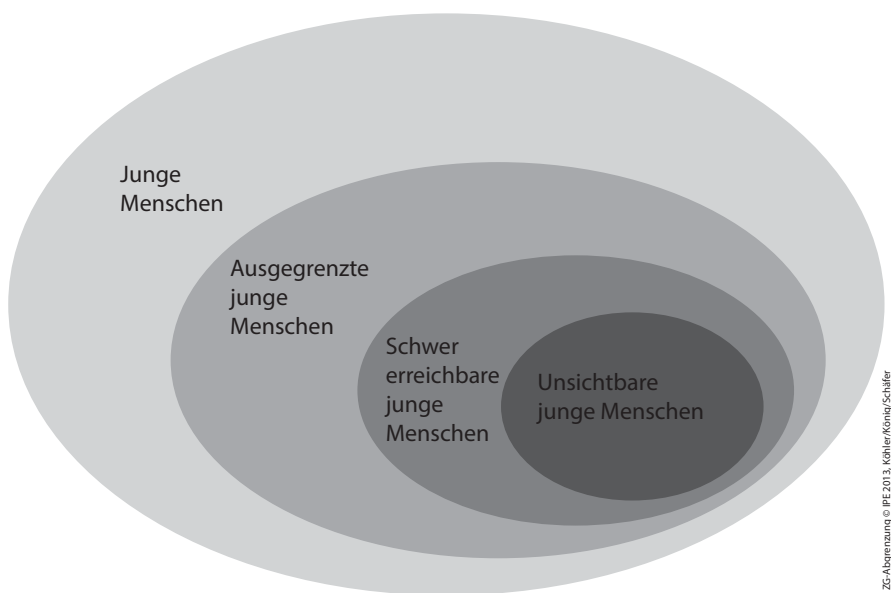 Junge
Menschen
Ausgegrenzte
junge
Menschen
Schwer
erreichbare
junge
Menschen
Unsichtbare
junge Menschen
ZG-Abgrenzung © IPE 2013, Köhler/König/Schäfer